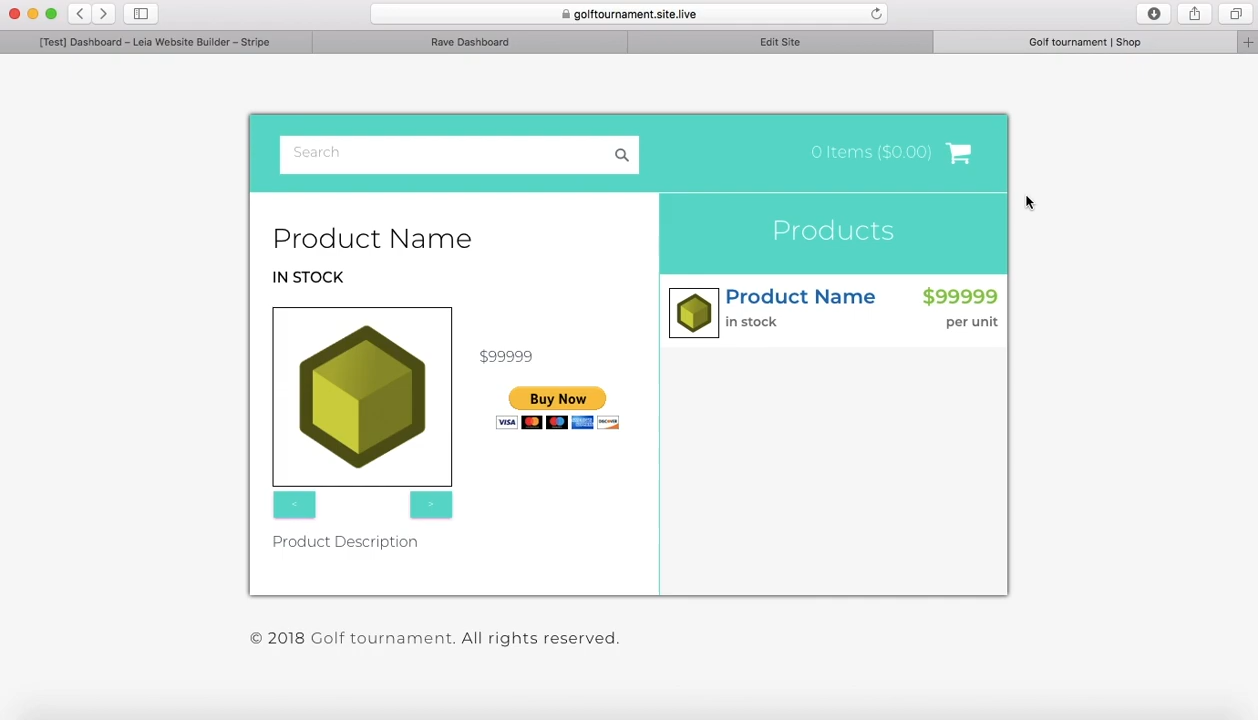 golftournament.site.live
[Test] Dashboard – Leia Website Builder – Stripe
Rave Dashboard
Edit Site
Golf tournament | Shop
Search
0 Items ($0.00)
Product Name
IN STOCK
$99999
Buy Now
VISA
DISCOVER
<
>
Product Description
Products
Product Name
$99999
in stock
per unit
© 2018 Golf tournament. All rights reserved.